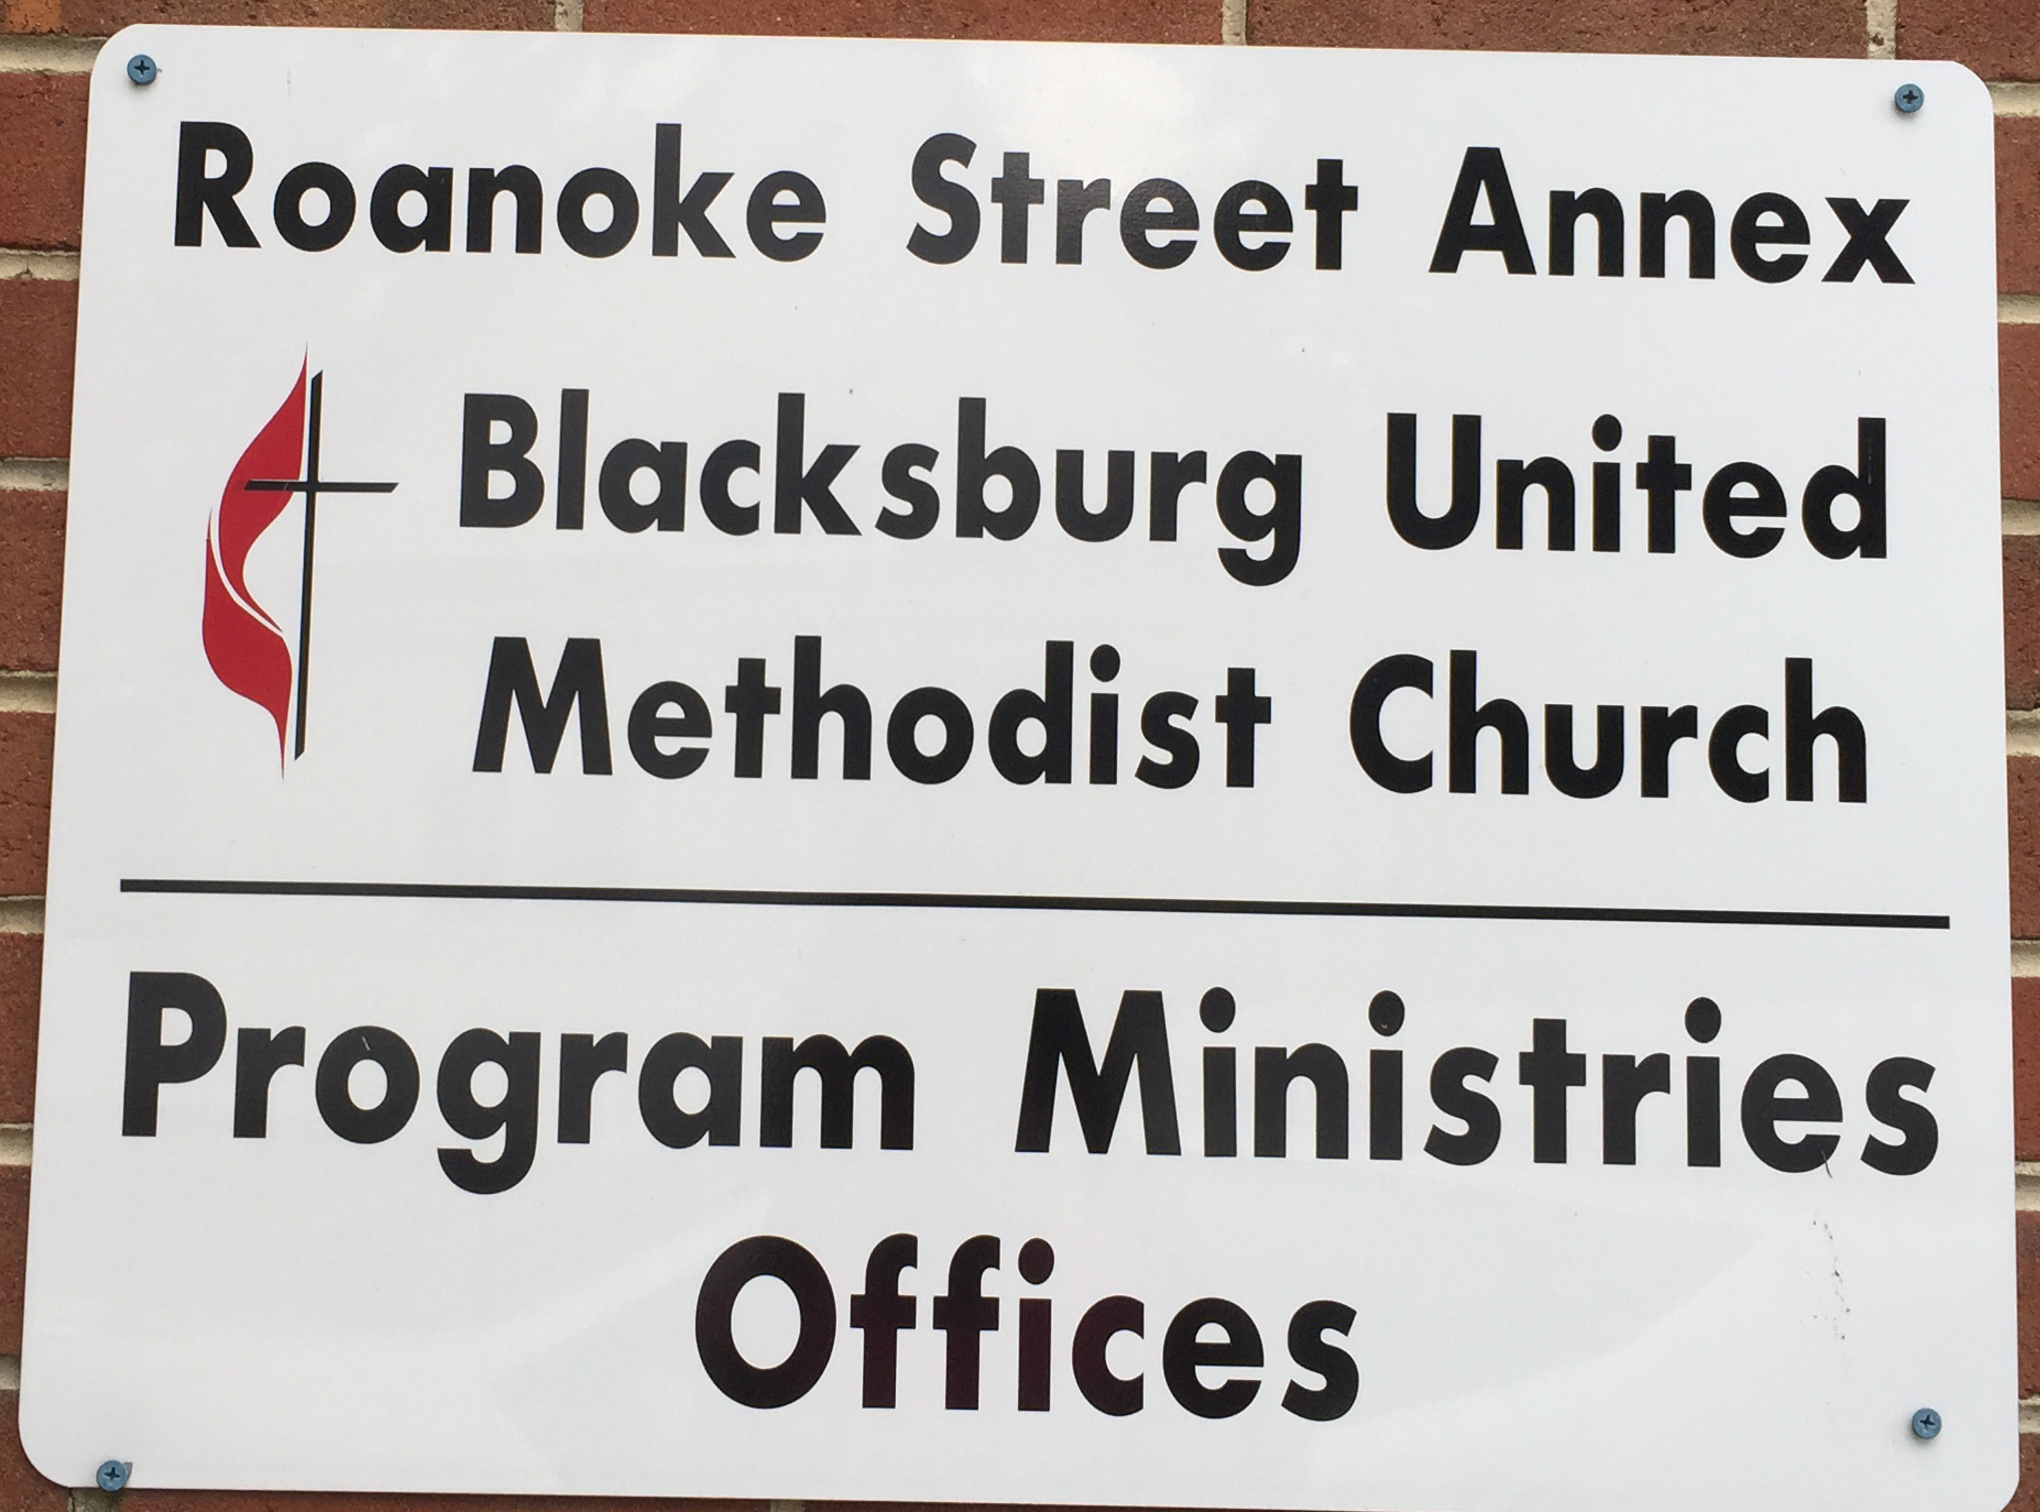 Roanoke Street Annex
Blacksburg United
Methodist Church
Program Ministries
Offices